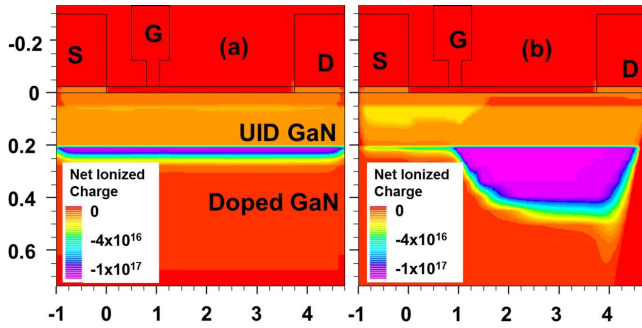 -0.2
0
0.2
0.4
0.6
S
G
(a)
D
UID GaN
Doped GaN
Net Ionized
Charge
0
-4x10¹⁶
-1x10¹⁷
-1 0 1 2 3 4
S
G
(b)
D
Net Ionized
Charge
0
-4x10¹⁶
-1x10¹⁷
-1 0 1 2 3 4